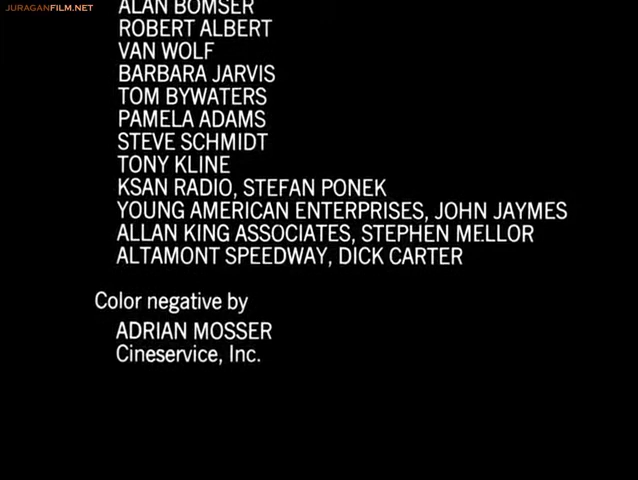 JURAGANFILM.NET
ALAN BOMSER
ROBERT ALBERT
VAN WOLF
BARBARA JARVIS
TOM BYWATERS
PAMELA ADAMS
STEVE SCHMIDT
TONY KLINE
KSAN RADIO, STEFAN PONEK
YOUNG AMERICAN ENTERPRISES, JOHN JAYMES
ALLAN KING ASSOCIATES, STEPHEN MELLOR
ALTAMONT SPEEDWAY, DICK CARTER
Color negative by
ADRIAN MOSSER
Cineservice, Inc.